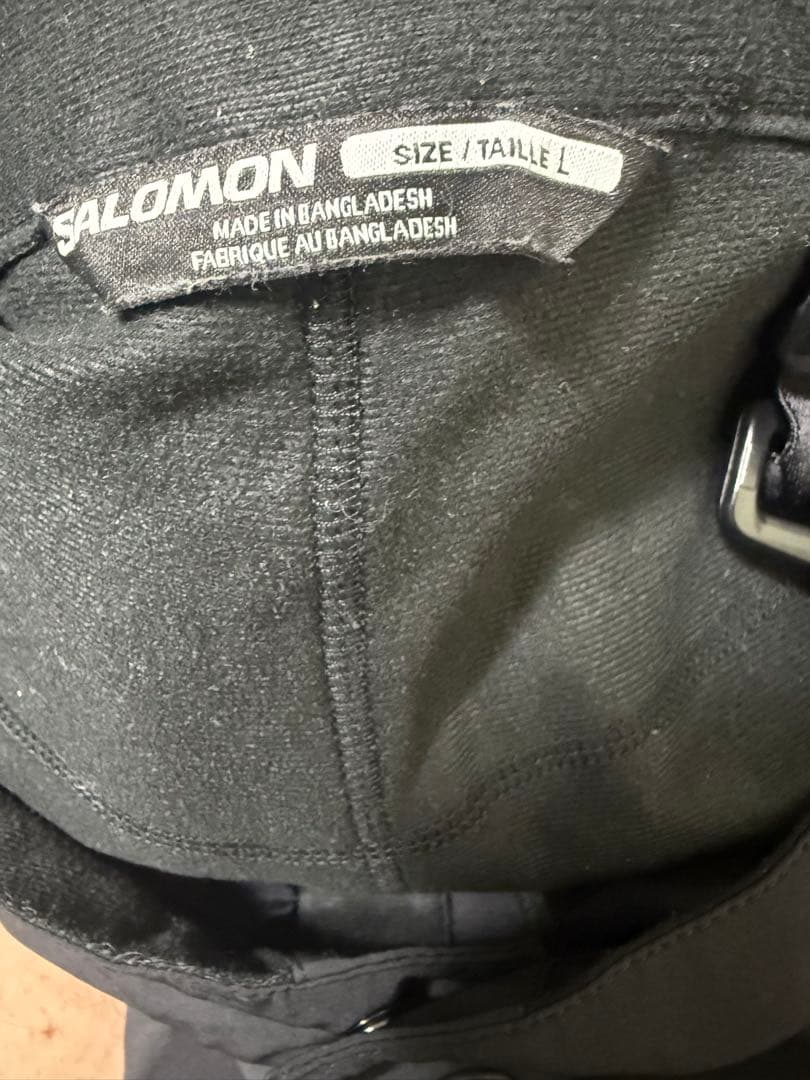 SALOMON
SIZE / TAILLE L
MADE IN BANGLADESH
FABRIQUE AU BANGLADESH